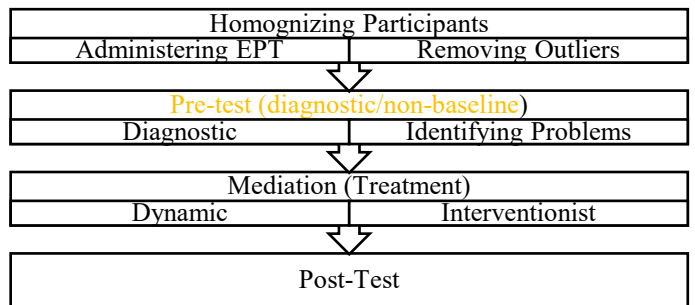 Homognizing Participants
Administering EPT Removing Outliers
Pre-test (diagnostic/non-baseline)
Diagnostic Identifying Problems
Mediation (Treatment)
Dynamic Interventionist
Post-Test